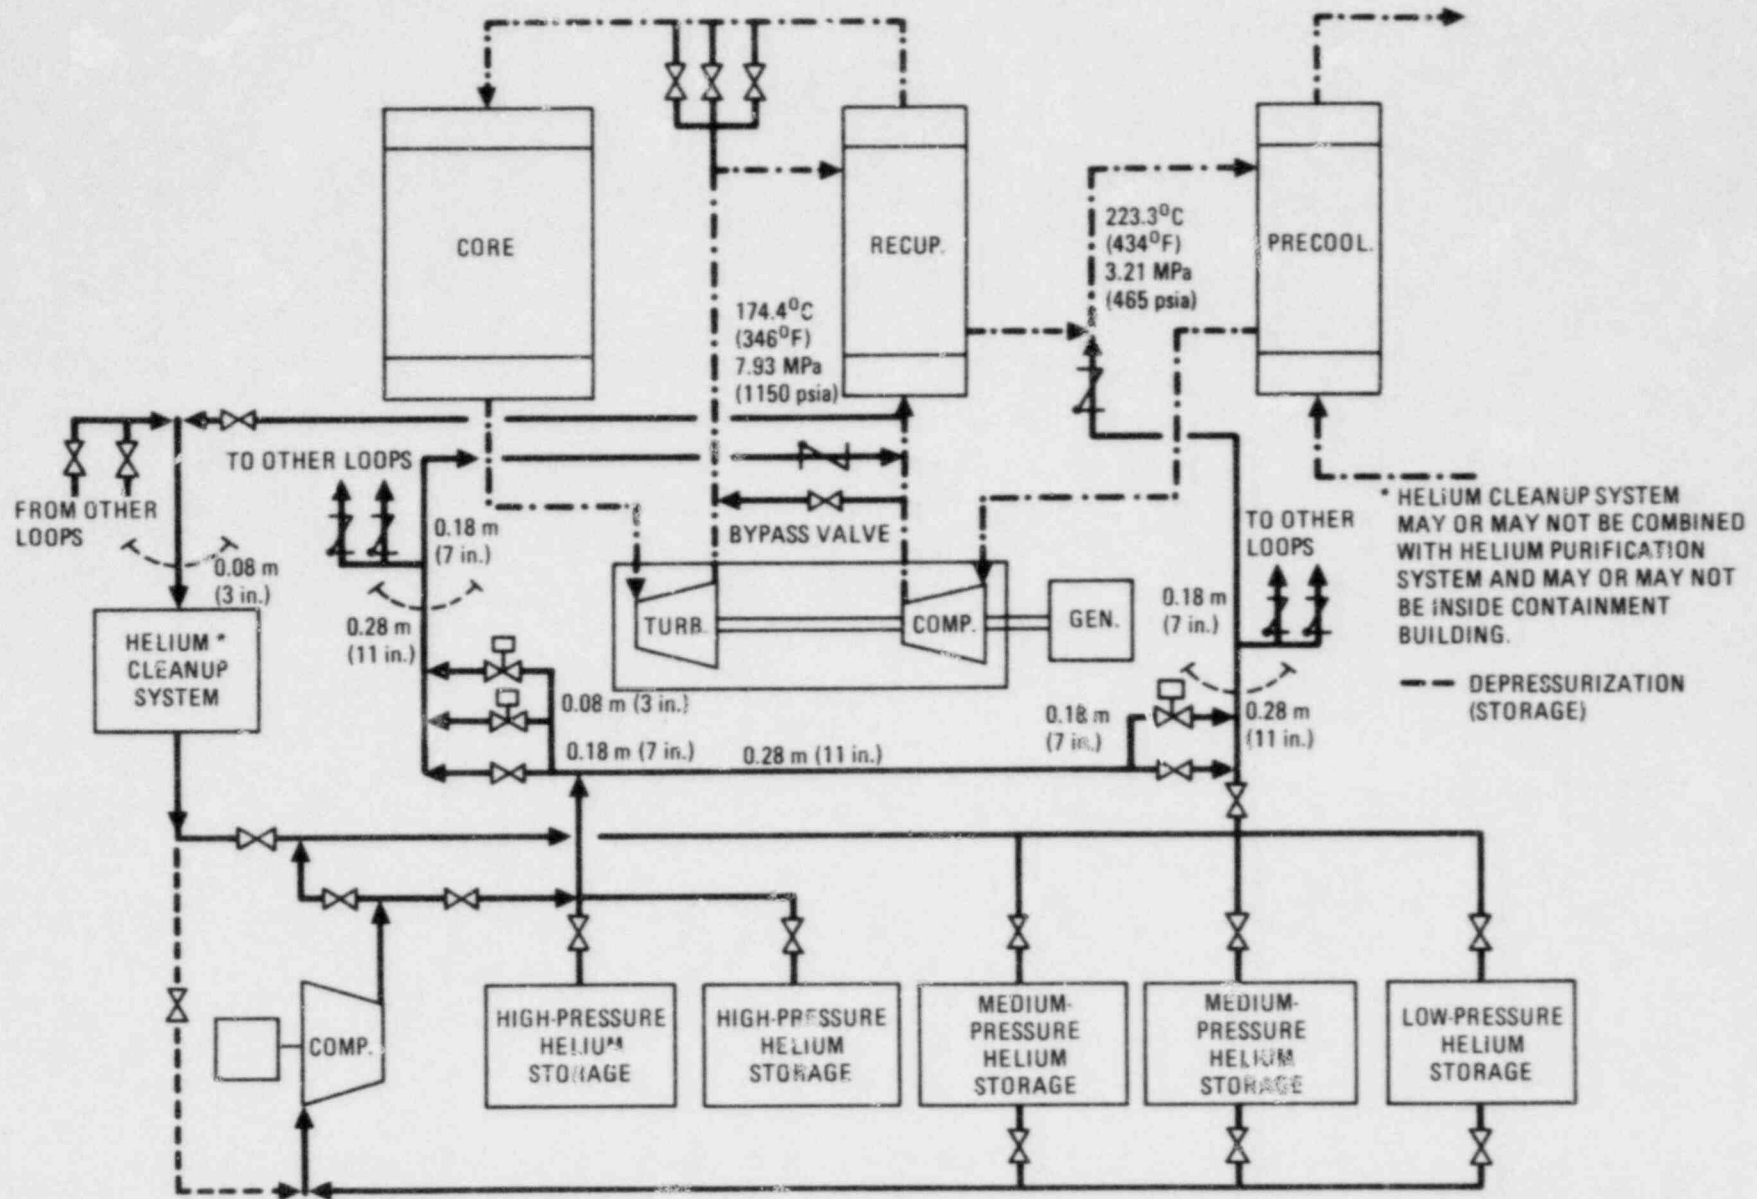 CORE
RECUP.
PRECOOL.
223.3⁰C
(434⁰F)
3.21 MPa
(465 psia)
174.4⁰C
(346⁰F)
7.93 MPa
(1150 psia)
FROM OTHER
LOOPS
TO OTHER LOOPS
0.18 m
(7 in.)
0.08 m
(3 in.)
BYPASS VALVE
TO OTHER
LOOPS
* HELIUM CLEANUP SYSTEM
MAY OR MAY NOT BE COMBINED
WITH HELIUM PURIFICATION
SYSTEM AND MAY OR MAY NOT
BE INSIDE CONTAINMENT
BUILDING.
HELIUM *
CLEANUP
SYSTEM
0.28 m
(11 in.)
TURB.
COMP.
GEN.
0.18 m
(7 in.)
DEPRESSURIZATION
(STORAGE)
0.08 m (3 in.)
0.18 m (7 in.)
0.28 m (11 in.)
0.18 m
(7 in.)
0.28 m
(11 in.)
COMP.
HIGH-PRESSURE
HELIUM
STORAGE
HIGH-PRESSURE
HELIUM
STORAGE
MEDIUM-
PRESSURE
HELIUM
STORAGE
MEDIUM-
PRESSURE
HELIUM
STORAGE
LOW-PRESSURE
HELIUM
STORAGE